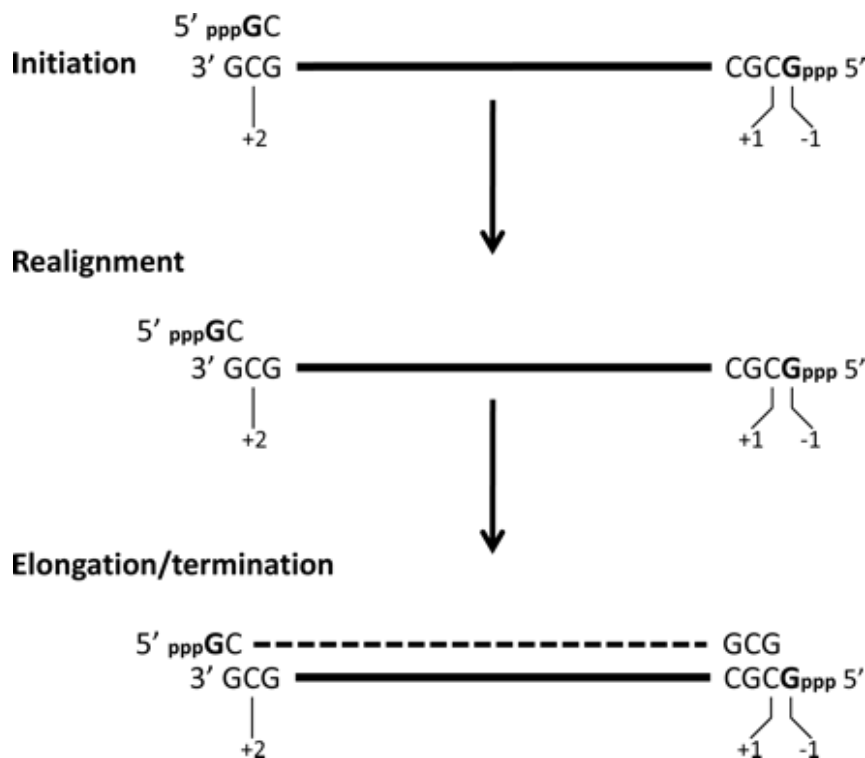 5’ pppGC
Initiation 3’ GCG CGCGppp 5’
+2 +1 -1
Realignment
5’ pppGC
3’ GCG CGCGppp 5’
+2 +1 -1
Elongation/termination
5’ pppGC GCG
3’ GCG CGCGppp 5’
+2 +1 -1